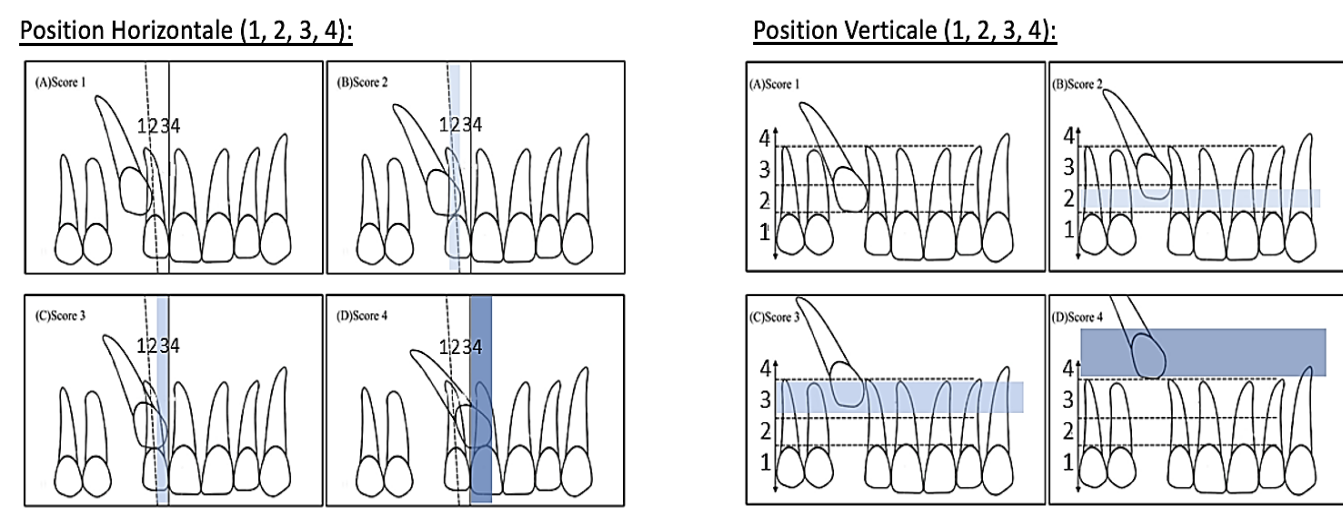 Position Horizontale (1, 2, 3, 4):
(A)Score 1
1234
(B)Score 2
1234
(C)Score 3
1234
(D)Score 4
1234
Position Verticale (1, 2, 3, 4):
(A)Score 1
4
3
2
1
(B)Score 2
4
3
2
1
(C)Score 3
4
3
2
1
(D)Score 4
4
3
2
1